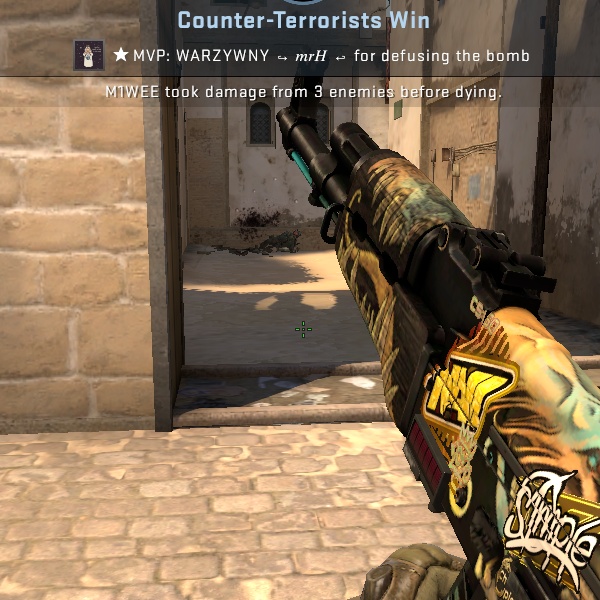 Counter-Terrorists Win
★ MVP: WARZYWNY ↪ mrH ↩ for defusing the bomb
M1WEE took damage from 3 enemies before dying.